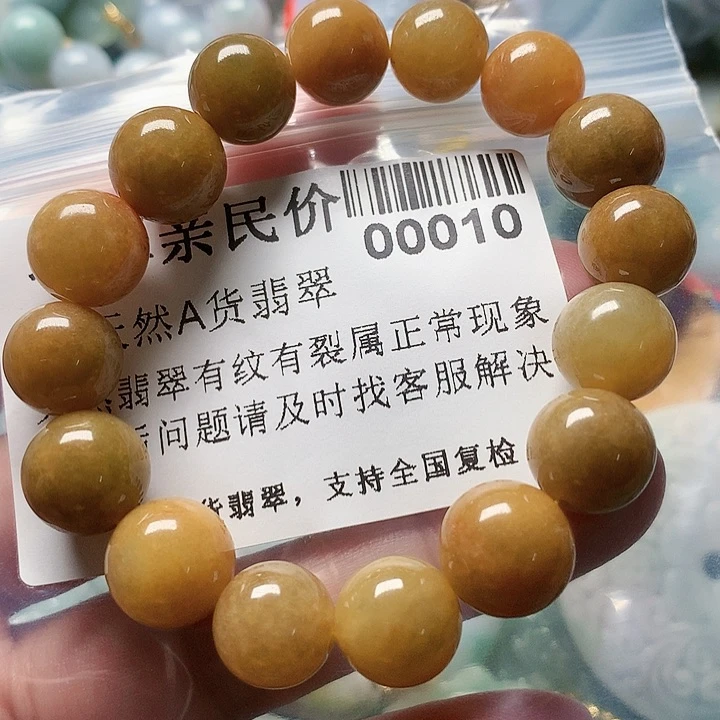 亲民价
00010
天然A货翡翠
翡翠有纹有裂属正常现象
问题请及时找客服解决
货翡翠，支持全国复检